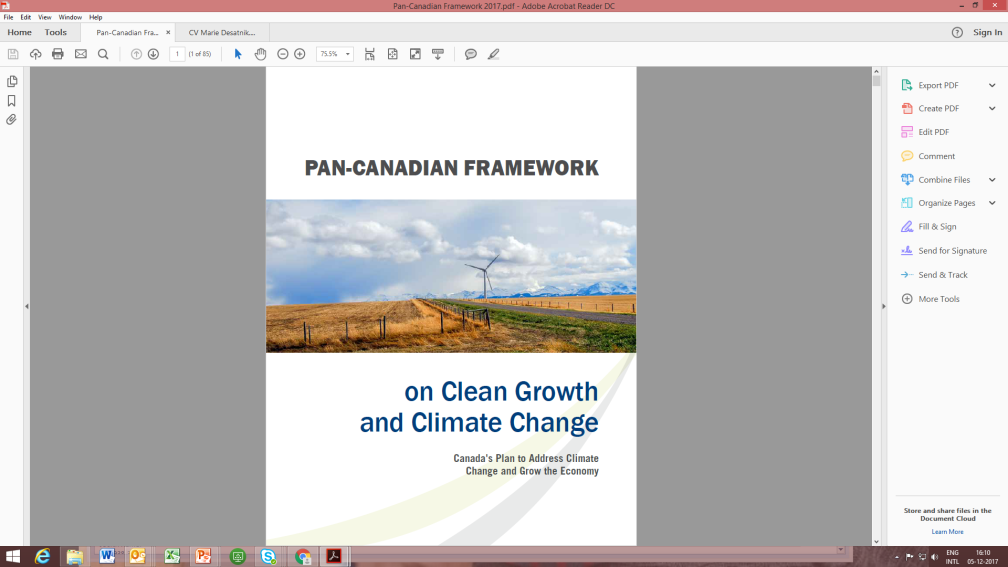 Pan-Canadian Framework 2017.pdf - Adobe Acrobat Reader DC
File Edit View Window Help
Home Tools Pan-Canadian Fra... × CV Marie Desatnik,... Sign In
1 (1 of 85) 75.5%
Export PDF
Create PDF
Edit PDF
Comment
Combine Files
Organize Pages
Fill & Sign
Send for Signature
Send & Track
More Tools
PAN-CANADIAN FRAMEWORK
on Clean Growth
and Climate Change
Canada's Plan to Address Climate
Change and Grow the Economy
Store and share files in the
Document Cloud
Learn More
ENG 16:10
INTL 05-12-2017